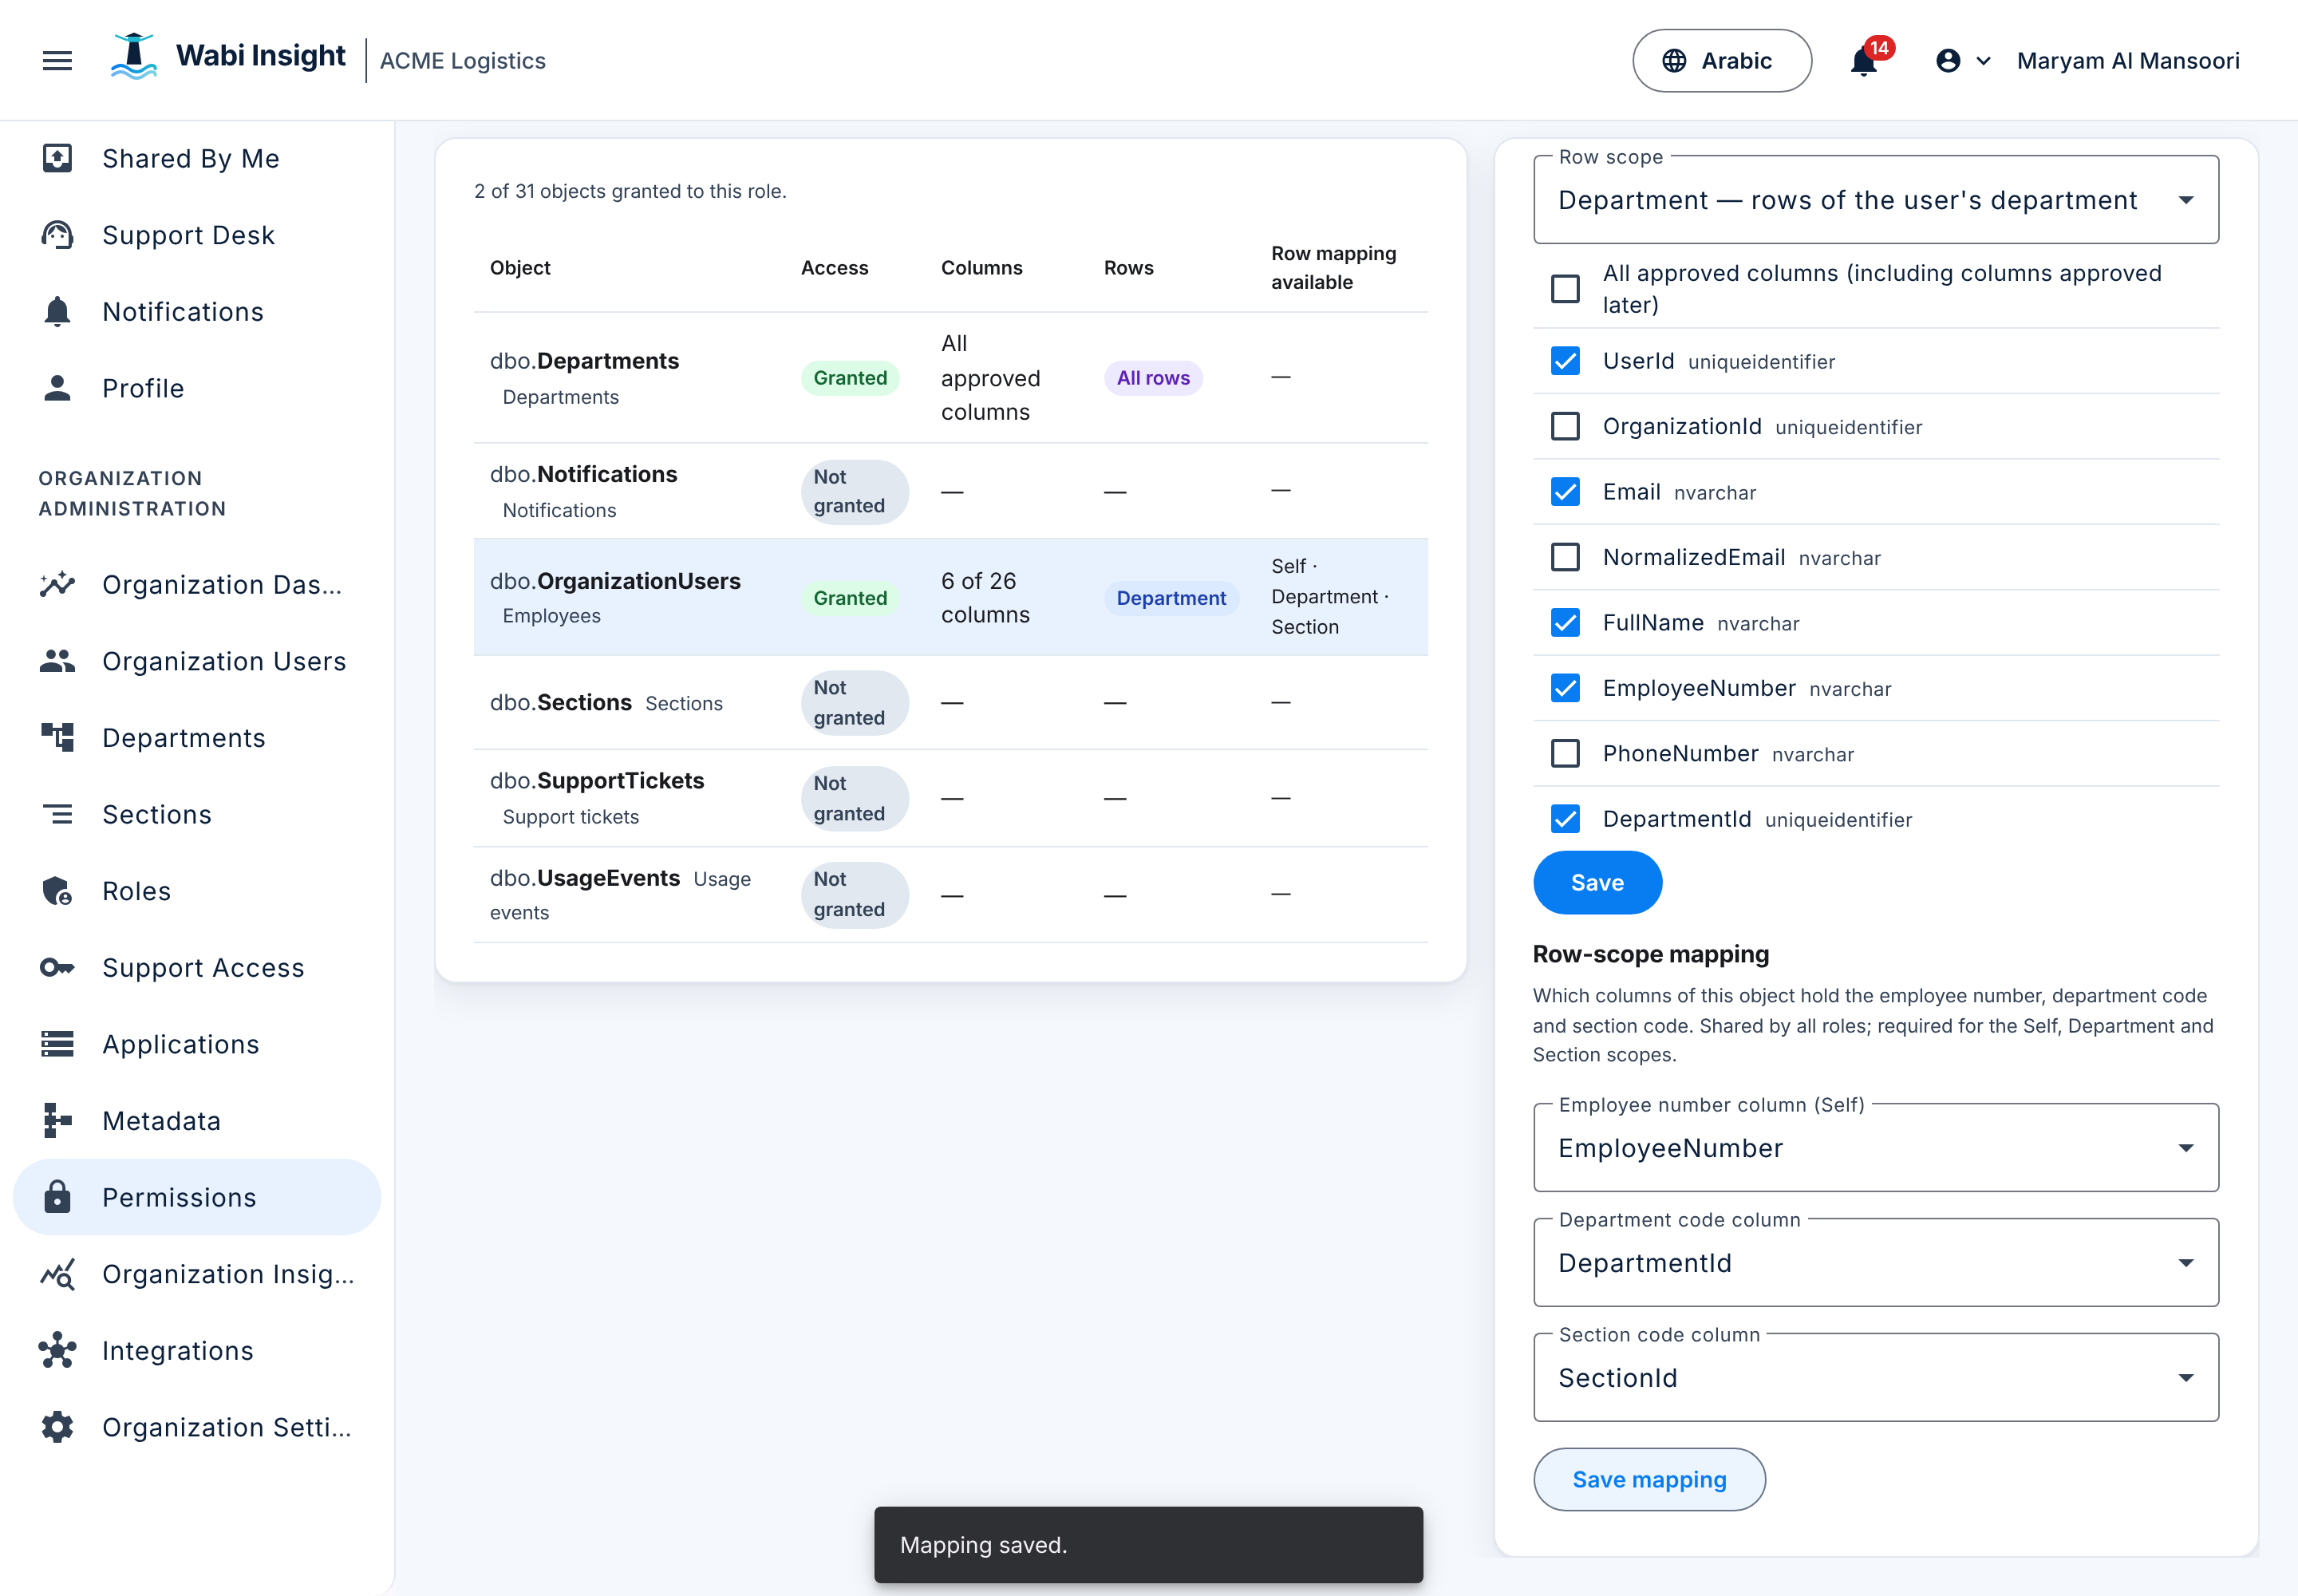 Wabi Insight
ACME Logistics
Arabic
14
Maryam Al Mansoori
Shared By Me
Support Desk
Notifications
Profile
ORGANIZATION
ADMINISTRATION
Organization Das...
Organization Users
Departments
Sections
Roles
Support Access
Applications
Metadata
Permissions
Organization Insig...
Integrations
Organization Setti...
2 of 31 objects granted to this role.
Object Access Columns Rows Row mapping
available
dbo.Departments
Departments
Granted
All
approved
columns
All rows
—
dbo.Notifications
Notifications
Not
granted
— — —
dbo.OrganizationUsers
Employees
Granted
6 of 26
columns
Department
Self ·
Department ·
Section
dbo.Sections Sections
Not
granted
— — —
dbo.SupportTickets
Support tickets
Not
granted
— — —
dbo.UsageEvents Usage
events
Not
granted
— — —
Row scope
Department — rows of the user's department
All approved columns (including columns approved
later)
UserId uniqueidentifier
OrganizationId uniqueidentifier
Email nvarchar
NormalizedEmail nvarchar
FullName nvarchar
EmployeeNumber nvarchar
PhoneNumber nvarchar
DepartmentId uniqueidentifier
Save
Row-scope mapping
Which columns of this object hold the employee number, department code
and section code. Shared by all roles; required for the Self, Department and
Section scopes.
Employee number column (Self)
EmployeeNumber
Department code column
DepartmentId
Section code column
SectionId
Save mapping
Mapping saved.